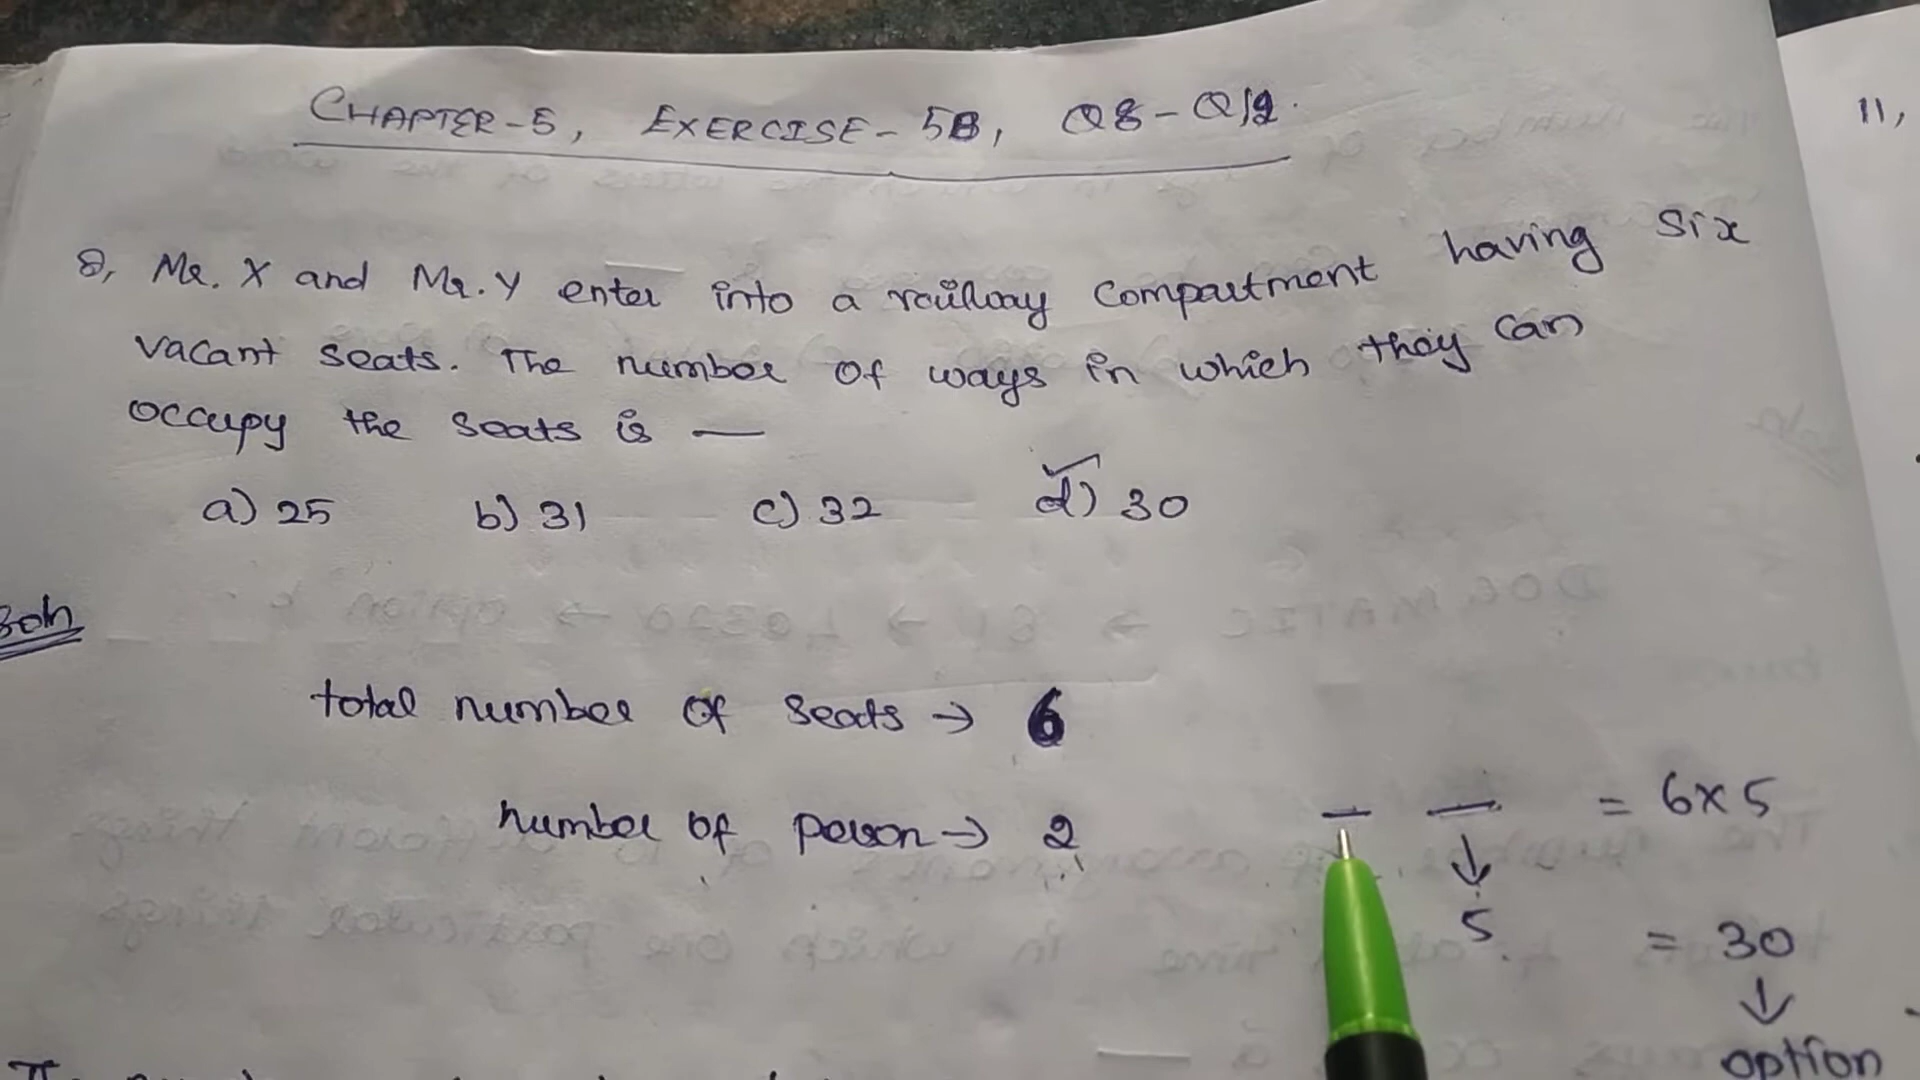 CHAPTER-5, EXERCISE-5B, Q8-Q12.
11,
8, Mr. X and Mr. Y enter into a railway compartment having six
vacant seats. The number of ways in which they can
occupy the seats is —
a) 25 b) 31 c) 32 d) 30
Soln
total number of seats → 6
number of person → 2
— — = 6x5
↓
5
= 30
↓
option